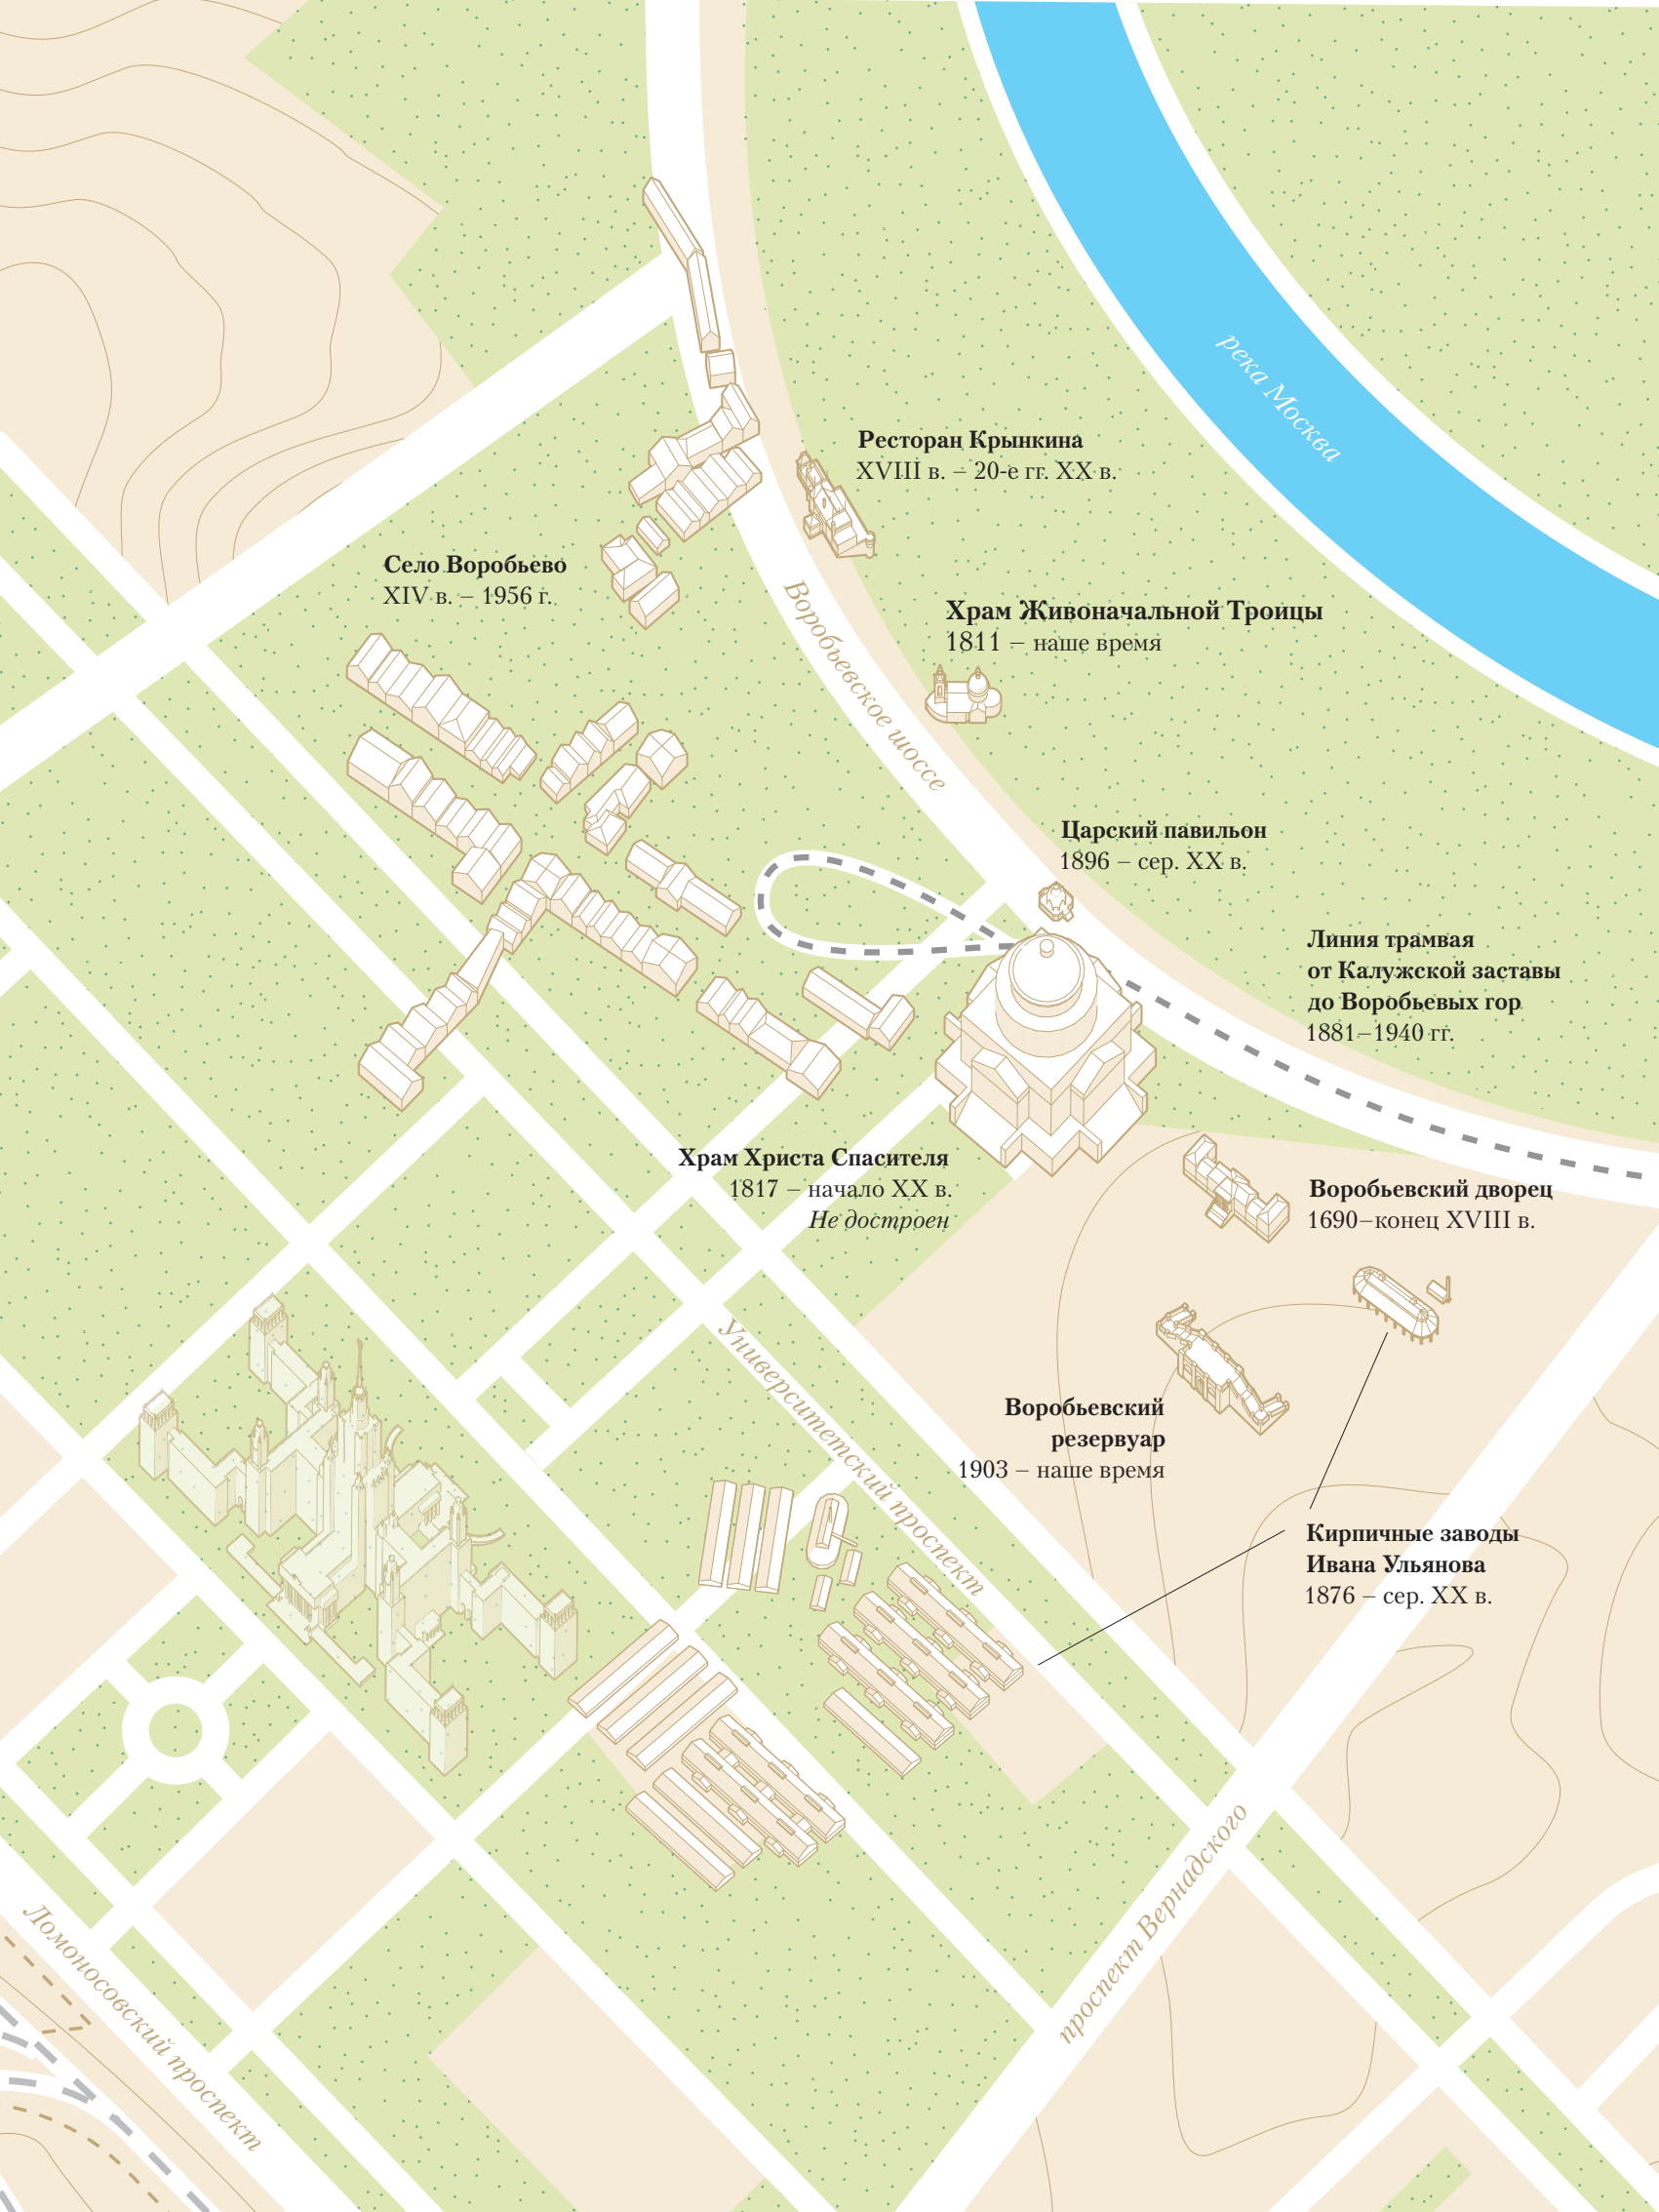 река Москва
Ресторан Крынкина
XVIII в. – 20-е гг. XX в.
Село Воробьево
XIV в. – 1956 г.
Храм Живоначальной Троицы
1811 – наше время
Воробьевское шоссе
Царский павильон
1896 – сер. XX в.
Линия трамвая
от Калужской заставы
до Воробьевых гор
1881–1940 гг.
Храм Христа Спасителя
1817 – начало XX в.
Не достроен
Воробьевский дворец
1690–конец XVIII в.
Университетский проспект
Воробьевский
резервуар
1903 – наше время
Кирпичные заводы
Ивана Ульянова
1876 – сер. XX в.
проспект Вернадского
Ломоносовский проспект